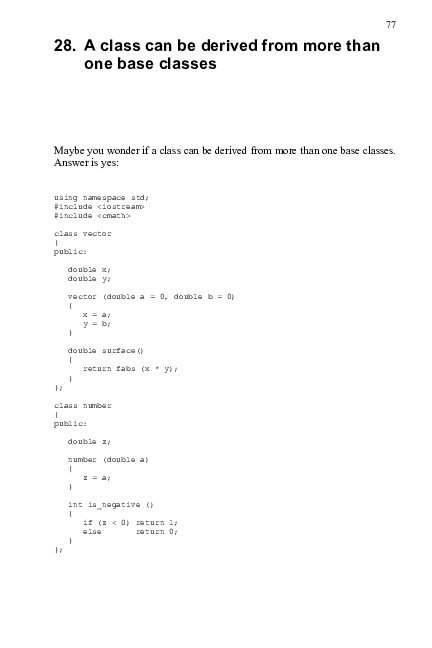 77
28. A class can be derived from more than
one base classes
Maybe you wonder if a class can be derived from more than one base classes.
Answer is yes:
using namespace std;
#include <iostream>
#include <cmath>
class vector
{
public:
double x;
double y;
vector (double a = 0, double b = 0)
{
x = a;
y = b;
}
double surface()
{
return fabs (x * y);
}
};
class number
{
public:
double z;
number (double a)
{
z = a;
}
int is_negative ()
{
if (z < 0) return 1;
else return 0;
}
};